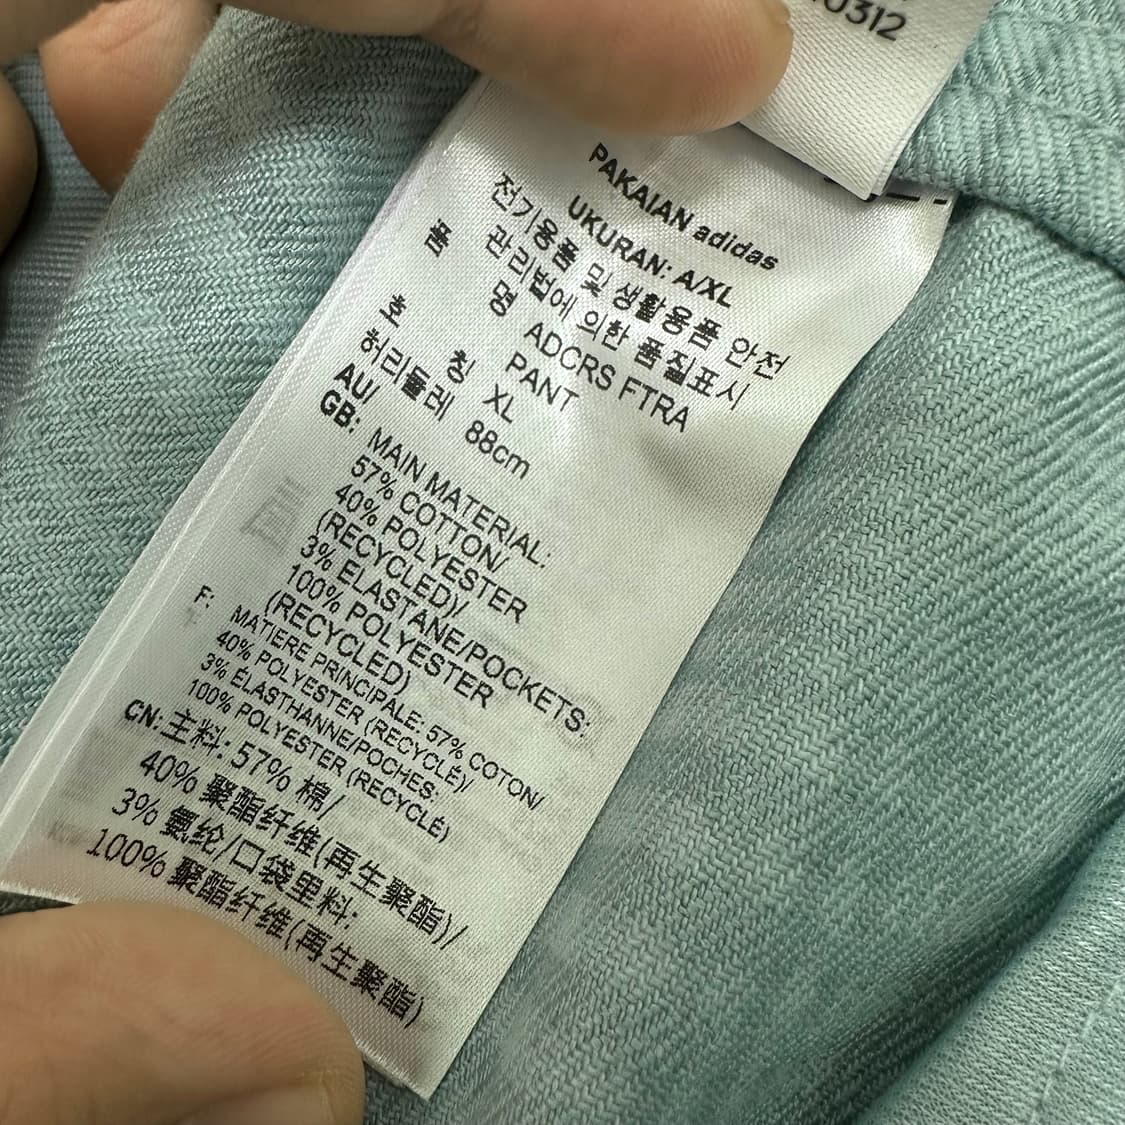 0312
PAKAIAN adidas
UKURAN: A/XL
전기용품 및 생활용품 안전
관리법에 의한 품질표시
품 명 ADCRS FTRA
PANT
호 칭 XL
허리둘레 88cm
AU/
GB: MAIN MATERIAL:
57% COTTON/
40% POLYESTER
(RECYCLED)/
3% ELASTANE/POCKETS:
100% POLYESTER
(RECYCLED)
F: MATIERE PRINCIPALE: 57% COTON/
40% POLYESTER (RECYCLÉ)/
3% ÉLASTHANNE/POCHES:
100% POLYESTER (RECYCLÉ)
CN: 主料: 57% 棉/
40% 聚酯纤维(再生聚酯)/
3% 氨纶/口袋里料:
100% 聚酯纤维(再生聚酯)